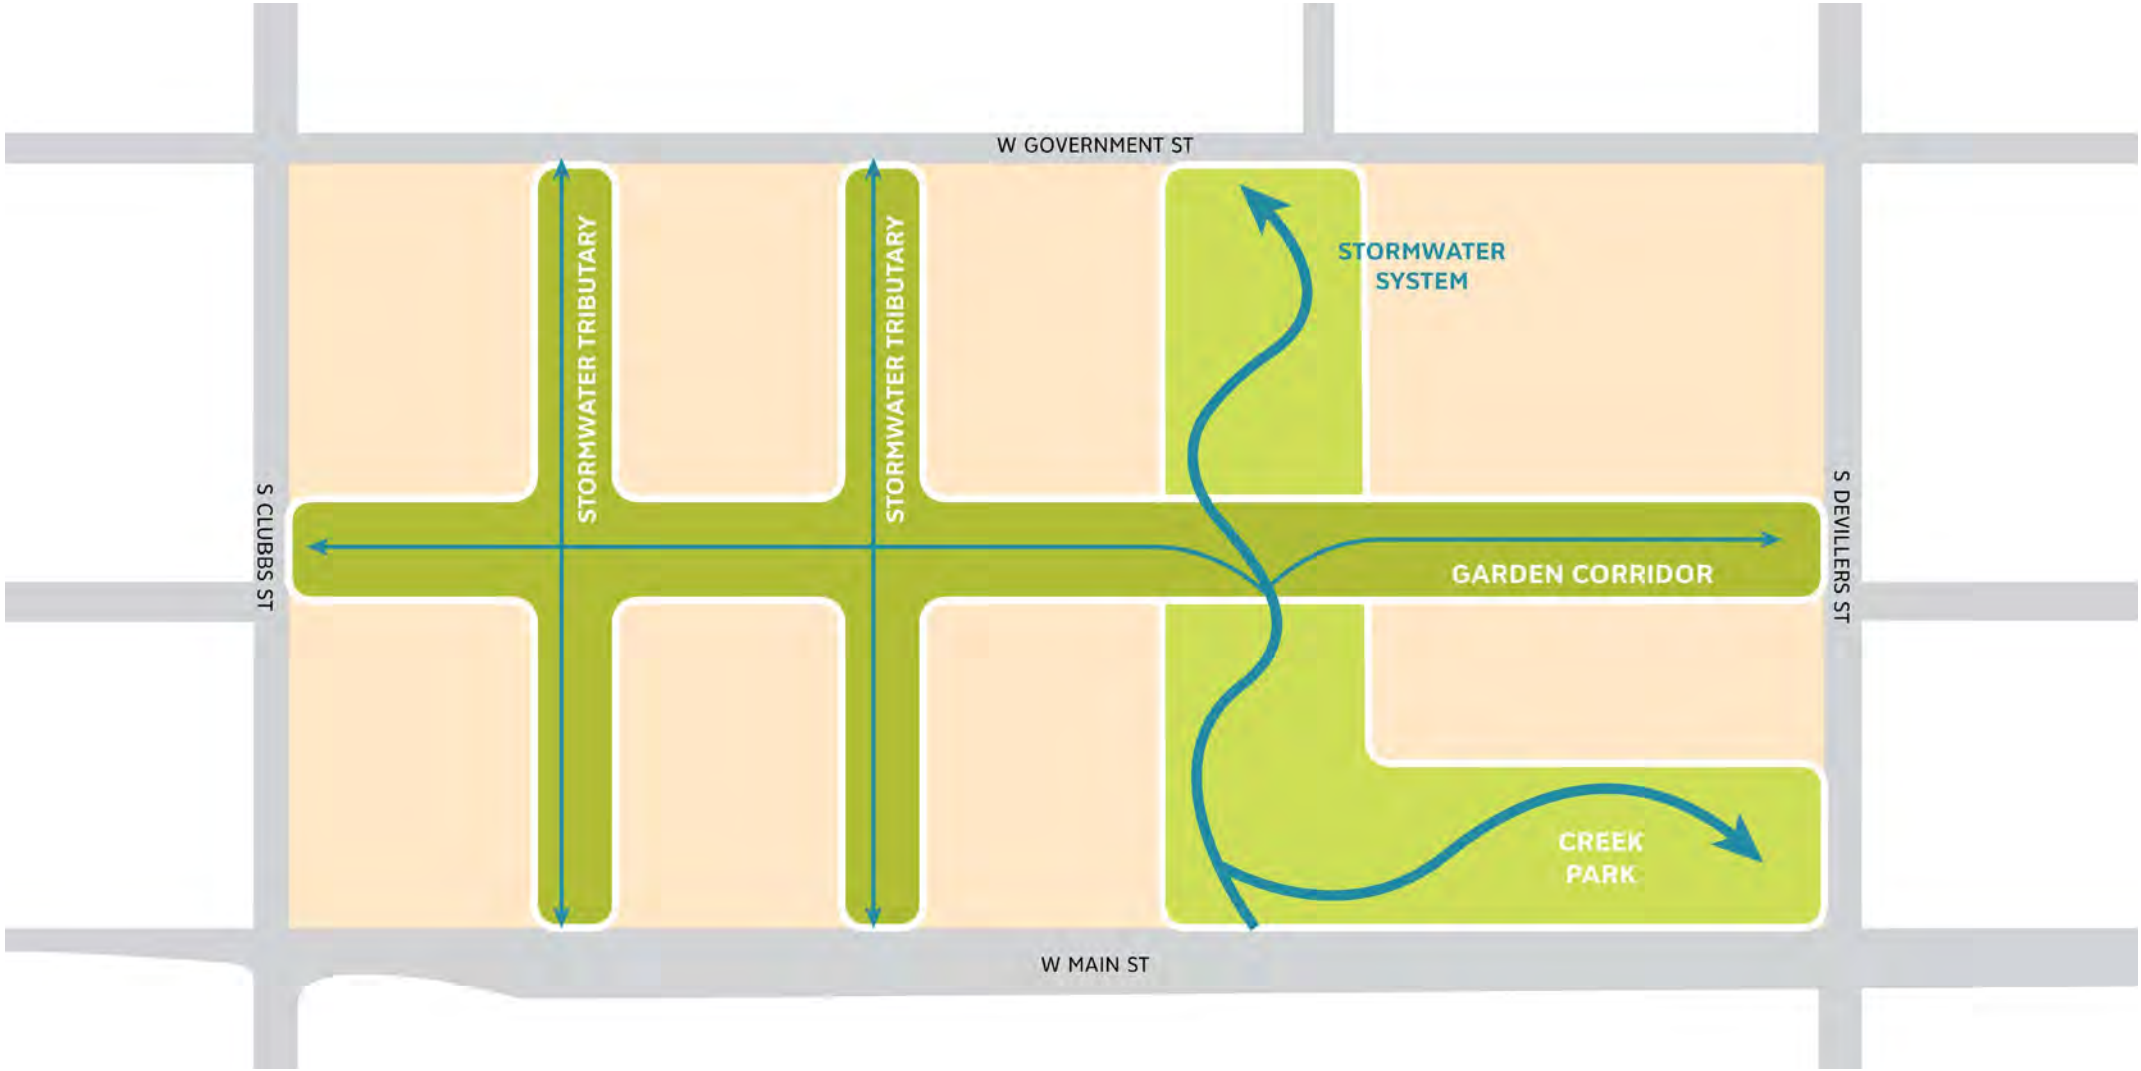 W GOVERNMENT ST
STORMWATER TRIBUTARY
STORMWATER TRIBUTARY
STORMWATER
SYSTEM
S CLUBBS ST
S DEVILLERS ST
GARDEN CORRIDOR
CREEK
PARK
W MAIN ST